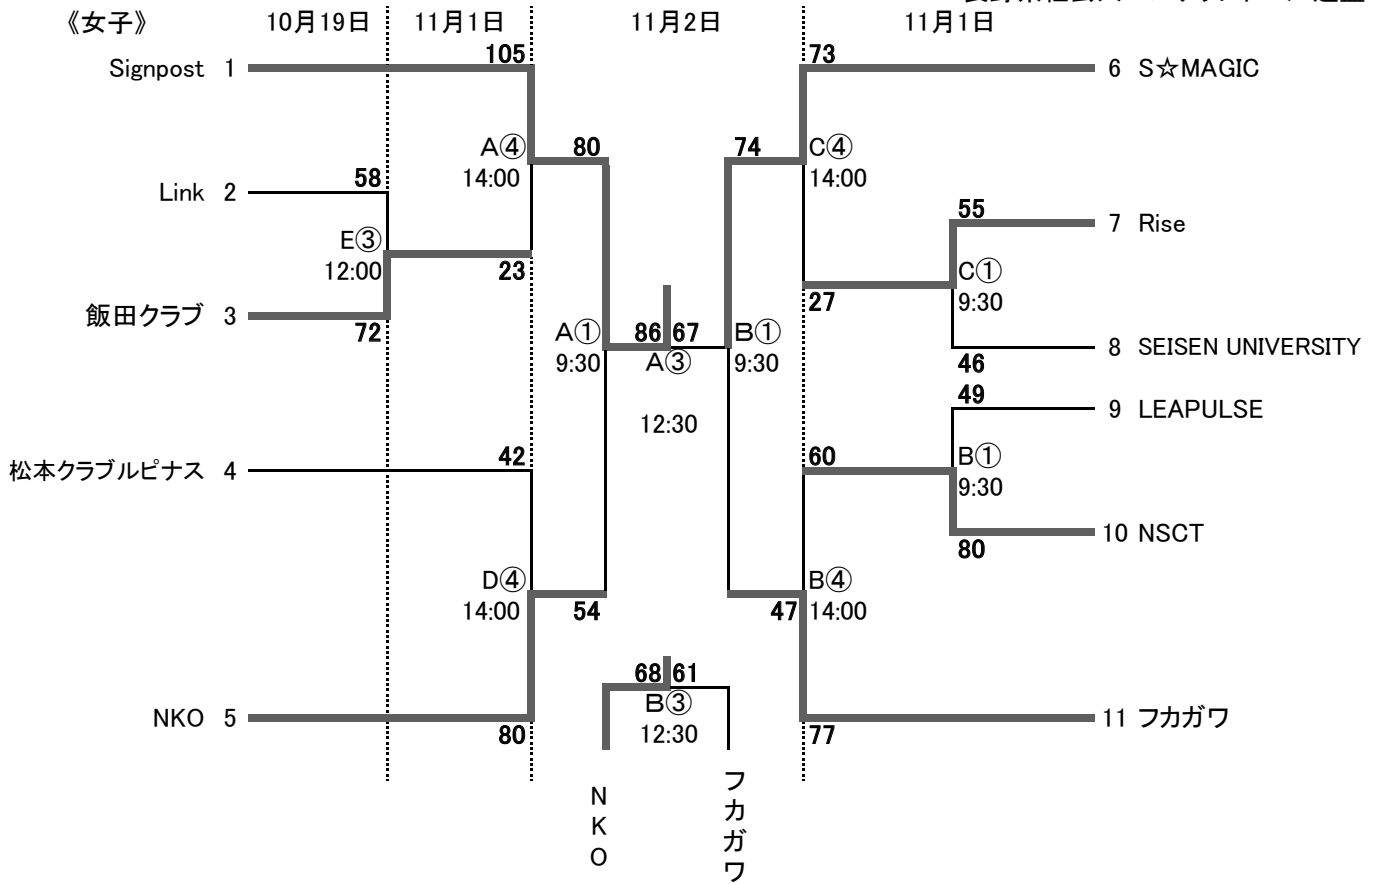 《女子》 10月19日 11月1日 11月2日 11月1日
105 73
Signpost 1 6 S☆MAGIC
A④ 80 74 C④
14:00 14:00
58
Link 2
55
7 Rise
E③
12:00 23 27 C①
9:30
飯田クラブ 3
72
A① 86 67 B①
9:30 A③ 9:30
8 SEISEN UNIVERSITY
46
49
12:30
9 LEAPULSE
42 60 B①
松本クラブルピナス 4
9:30
10 NSCT
80
D④ B④
14:00 54 47 14:00
68 61
B③
12:30
NKO 5 11 フカガワ
80 77
NKO
フカガワ